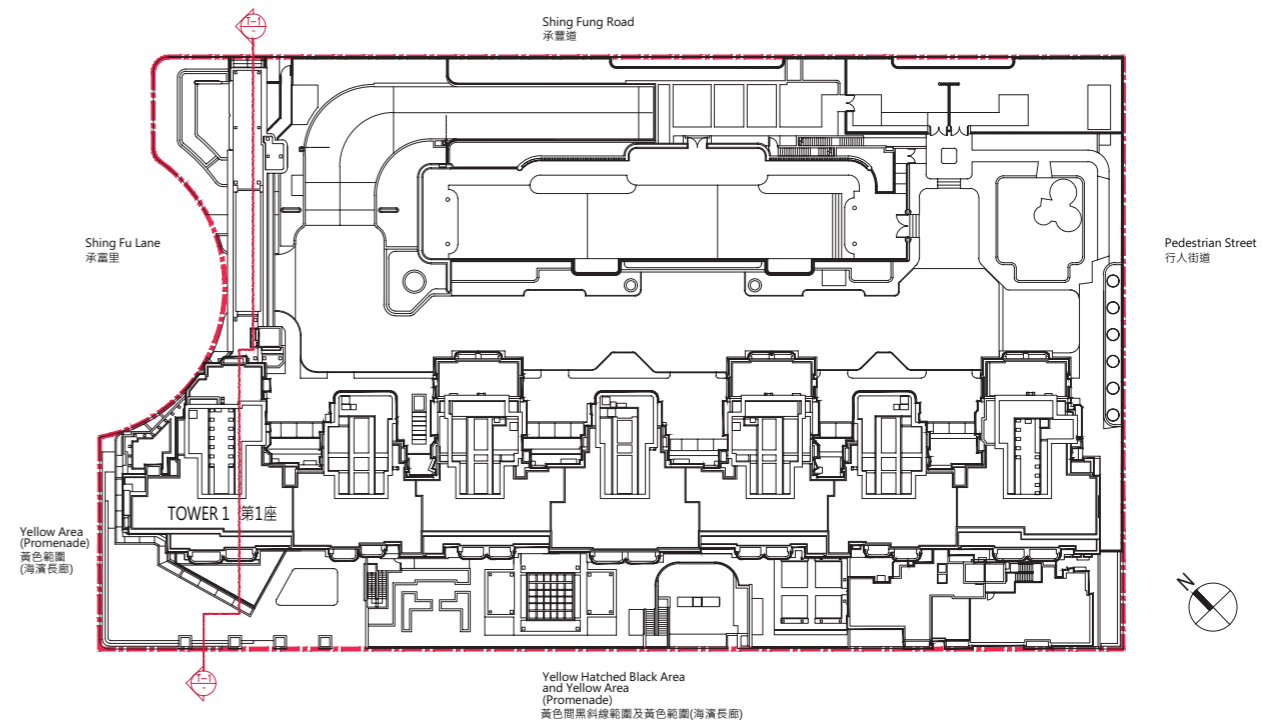 T-1
-
Shing Fung Road
承豐道
Shing Fu Lane
承富里
Pedestrian Street
行人街道
TOWER 1 第1座
Yellow Area
(Promenade)
黃色範圍
(海濱長廊)
N
T-1
-
Yellow Hatched Black Area
and Yellow Area
(Promenade)
黃色間黑斜線範圍及黃色範圍(海濱長廊)